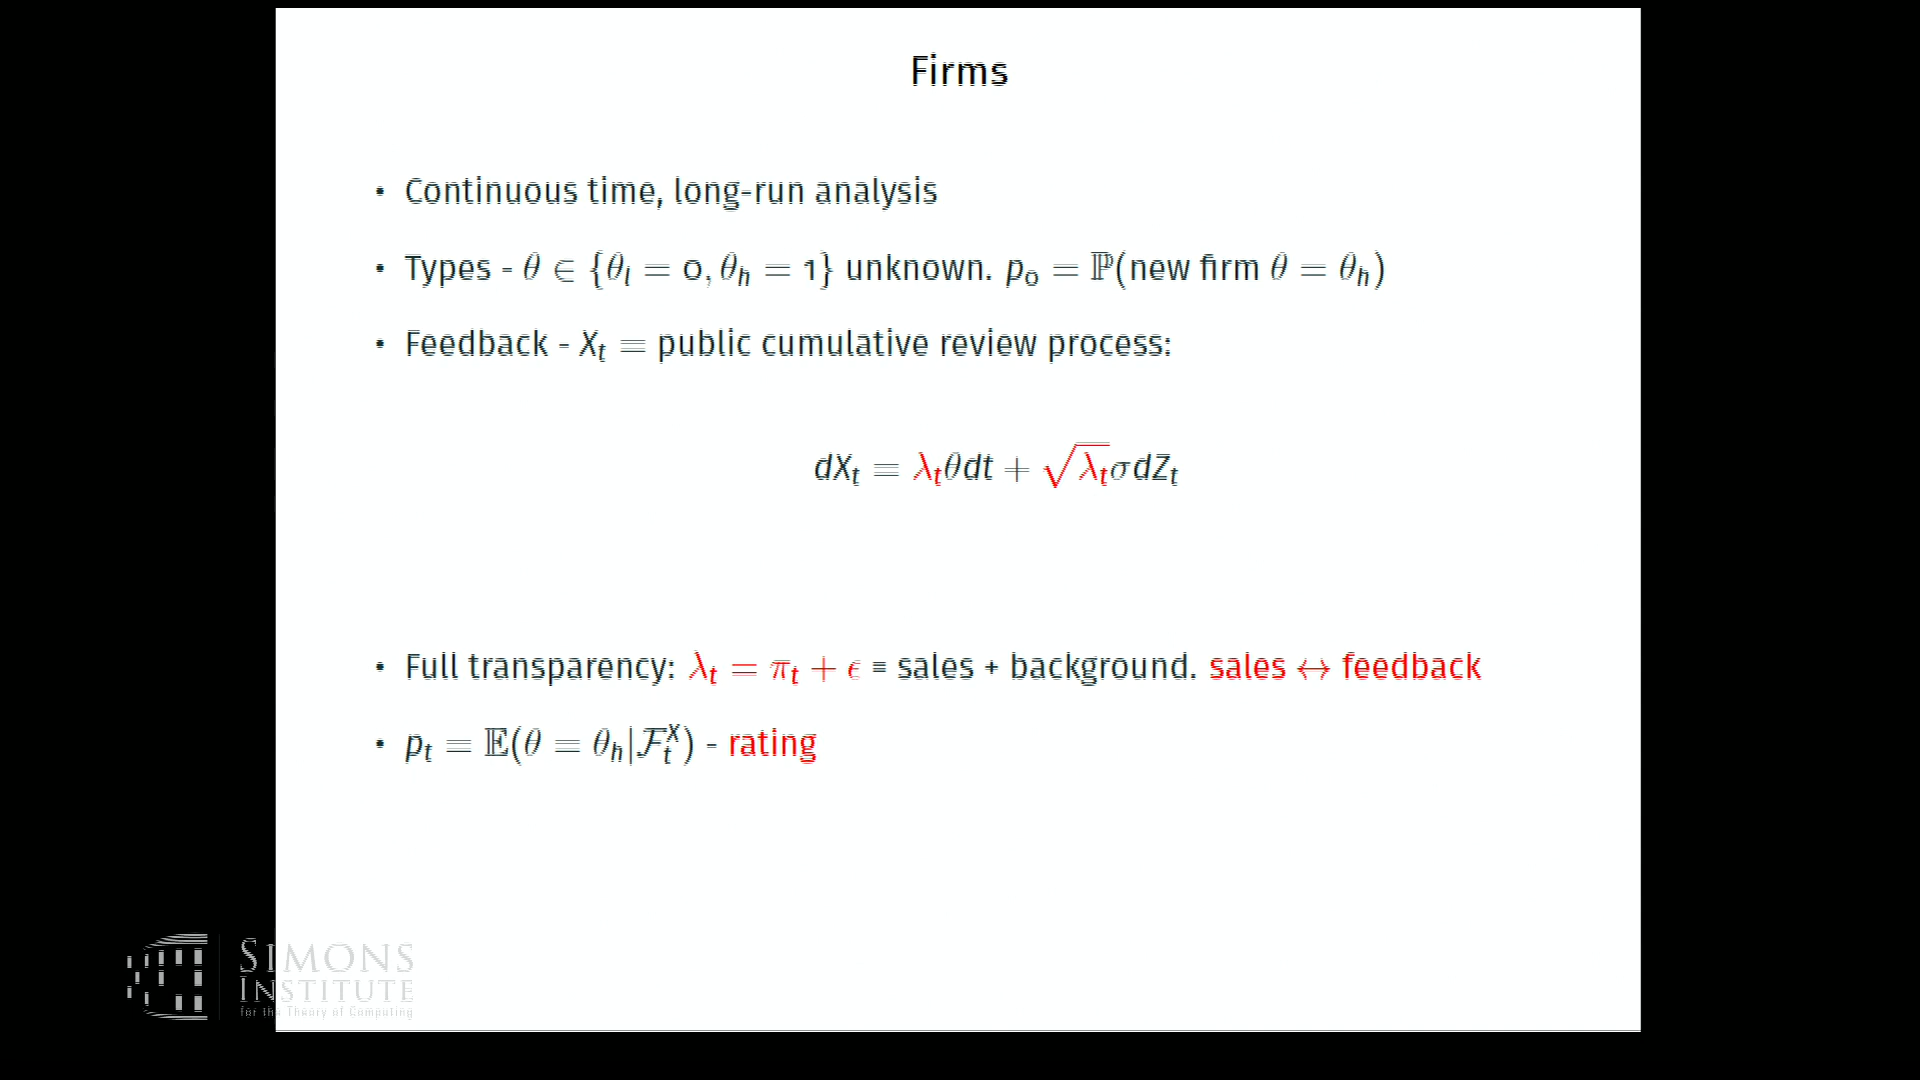 Firms
• Continuous time, long-run analysis
• Types - θ ∈ {θ_l = 0, θ_h = 1} unknown. p_0 = ℙ(new firm θ = θ_h)
• Feedback - X_t ≡ public cumulative review process:
dX_t = λ_tθdt + √λ_tσdZ_t
• Full transparency: λ_t = π_t + ϵ = sales + background. sales ↔ feedback
• p_t ≡ 𝔼(θ = θ_h|ℱ_t^X) - rating
SIMONS
INSTITUTE
for the Theory of Computing